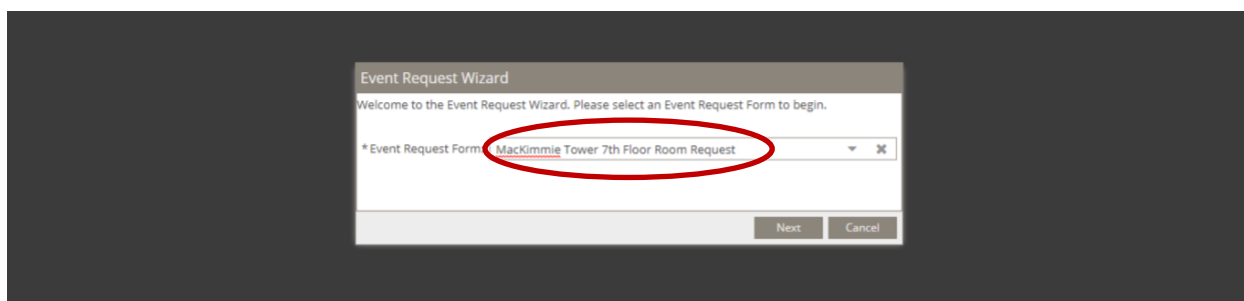 Event Request Wizard
Welcome to the Event Request Wizard. Please select an Event Request Form to begin.
*Event Request Form: MacKimmie Tower 7th Floor Room Request
Next Cancel